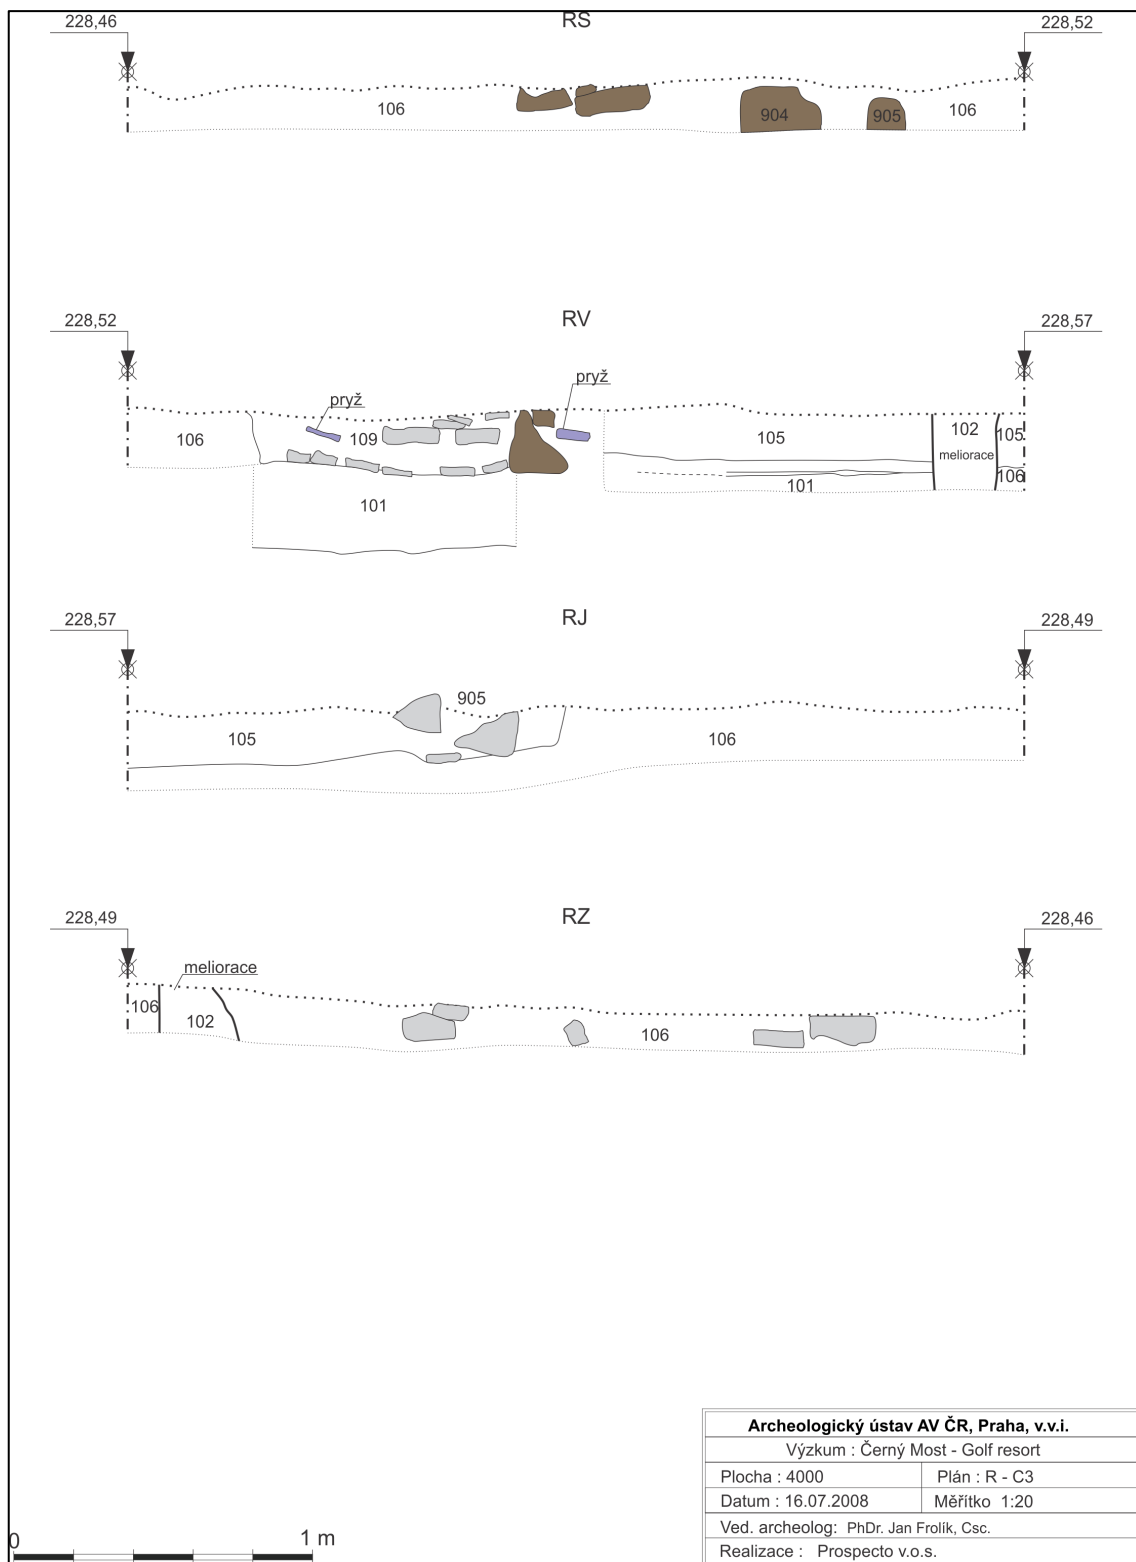 RS
228,46 228,52
106 904 905 106
RV
228,52 228,57
pryž pryž
106 109 105 102 105
meliorace
101 101 106
RJ
228,57 228,49
905
105 106
RZ
228,49 228,46
meliorace
106 102 106
Archeologický ústav AV ČR, Praha, v.v.i.
Výzkum : Černý Most - Golf resort
Plocha : 4000 Plán : R - C3
Datum : 16.07.2008 Měřítko 1:20
Ved. archeolog: PhDr. Jan Frolík, Csc.
Realizace : Prospecto v.o.s.
0 1 m